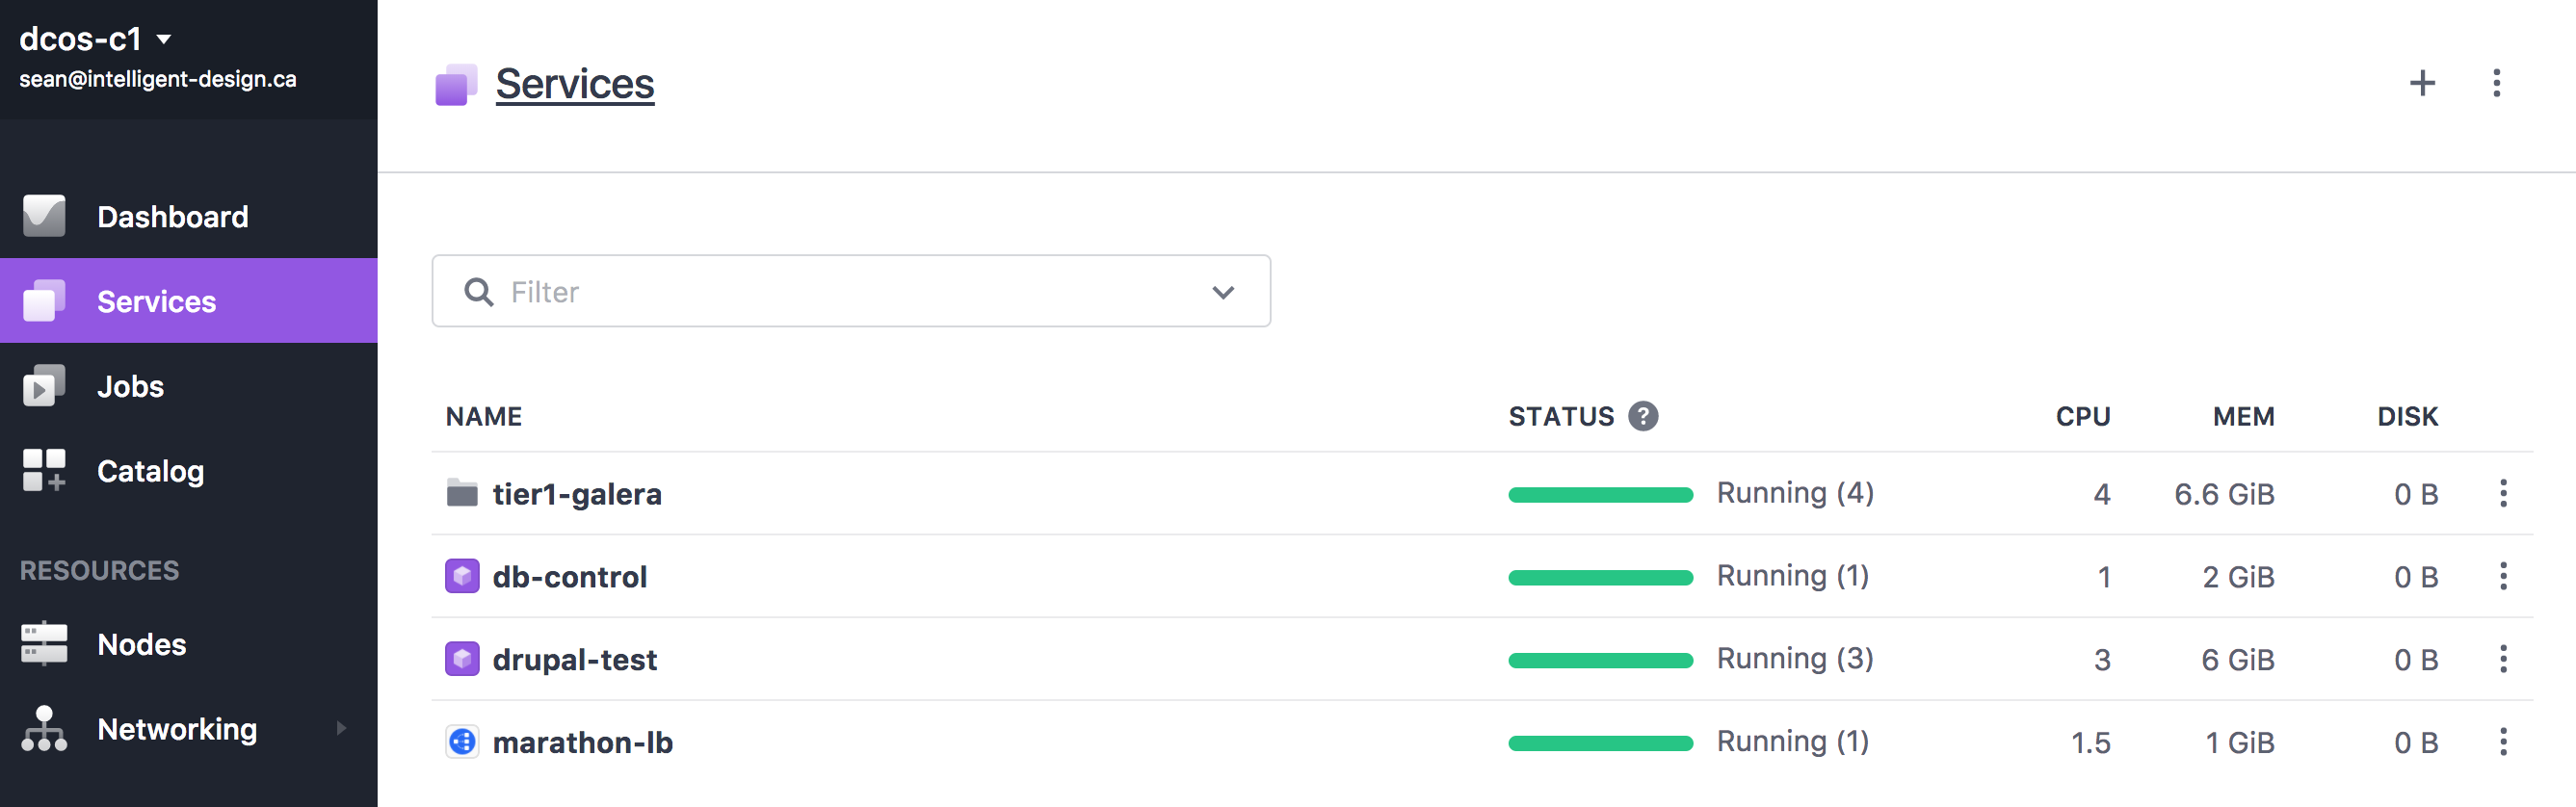 dcos-c1
sean@intelligent-design.ca
Dashboard
Services
Jobs
Catalog
RESOURCES
Nodes
Networking
Services
Filter
NAME STATUS ? CPU MEM DISK
tier1-galera Running (4) 4 6.6 GiB 0 B
db-control Running (1) 1 2 GiB 0 B
drupal-test Running (3) 3 6 GiB 0 B
marathon-lb Running (1) 1.5 1 GiB 0 B